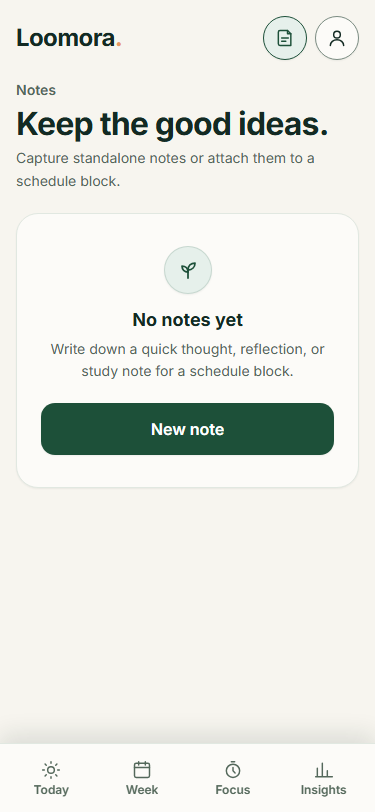 Loomora.
Notes
Keep the good ideas.
Capture standalone notes or attach them to a
schedule block.
No notes yet
Write down a quick thought, reflection, or
study note for a schedule block.
New note
Today
Week
Focus
Insights